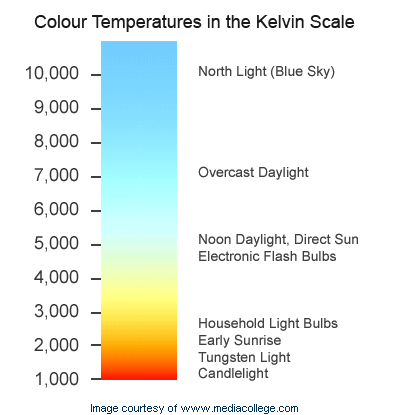 Colour Temperatures in the Kelvin Scale
10,000 North Light (Blue Sky)
9,000
8,000
7,000 Overcast Daylight
6,000
5,000 Noon Daylight, Direct Sun
Electronic Flash Bulbs
4,000
3,000
Household Light Bulbs
2,000 Early Sunrise
Tungsten Light
1,000 Candlelight
Image courtesy of www.mediacollege.com